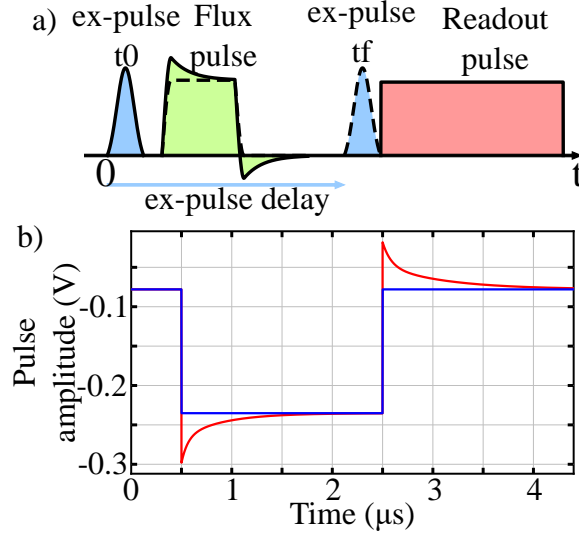 a) ex-pulse Flux ex-pulse Readout
t0 pulse tf pulse
0 t
ex-pulse delay
b)
Pulse
amplitude (V)
-0.1
-0.2
-0.3
0 1 2 3 4
Time (μs)